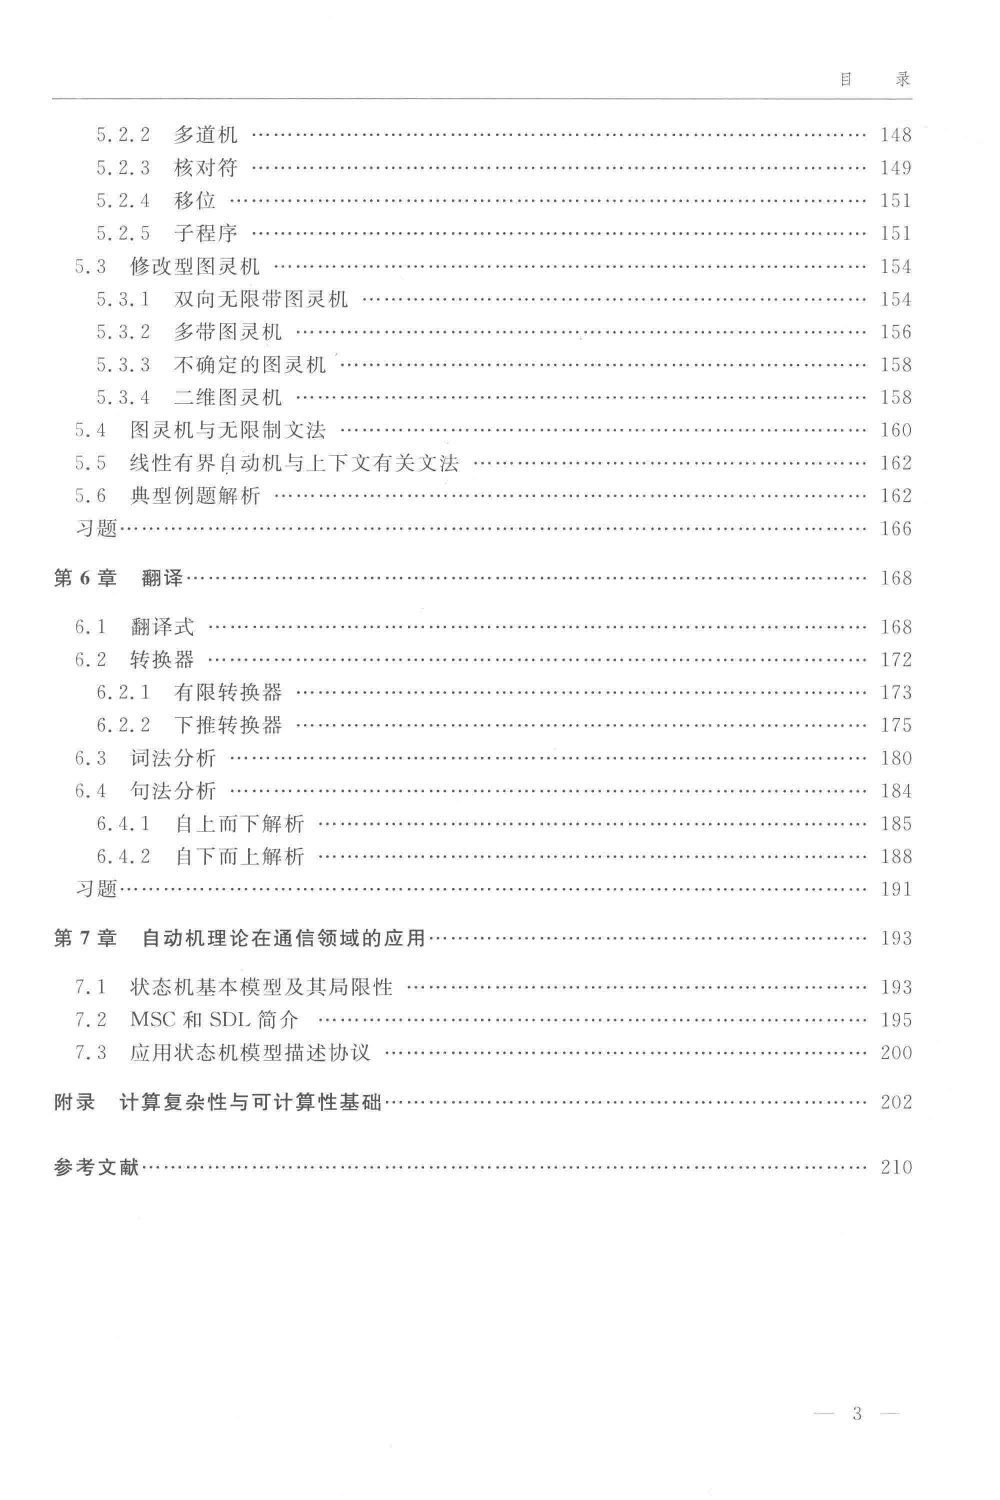 目 录
5.2.2 多道机 …… 148
5.2.3 核对符 …… 149
5.2.4 移位 …… 151
5.2.5 子程序 …… 151
5.3 修改型图灵机 …… 154
5.3.1 双向无限带图灵机 …… 154
5.3.2 多带图灵机 …… 156
5.3.3 不确定的图灵机 …… 158
5.3.4 二维图灵机 …… 158
5.4 图灵机与无限制文法 …… 160
5.5 线性有界自动机与上下文有关文法 …… 162
5.6 典型例题解析 …… 162
习题 …… 166
第 6 章 翻译 …… 168
6.1 翻译式 …… 168
6.2 转换器 …… 172
6.2.1 有限转换器 …… 173
6.2.2 下推转换器 …… 175
6.3 词法分析 …… 180
6.4 句法分析 …… 184
6.4.1 自上而下解析 …… 185
6.4.2 自下而上解析 …… 188
习题 …… 191
第 7 章 自动机理论在通信领域的应用 …… 193
7.1 状态机基本模型及其局限性 …… 193
7.2 MSC 和 SDL 简介 …… 195
7.3 应用状态机模型描述协议 …… 200
附录 计算复杂性与可计算性基础 …… 202
参考文献 …… 210
— 3 —